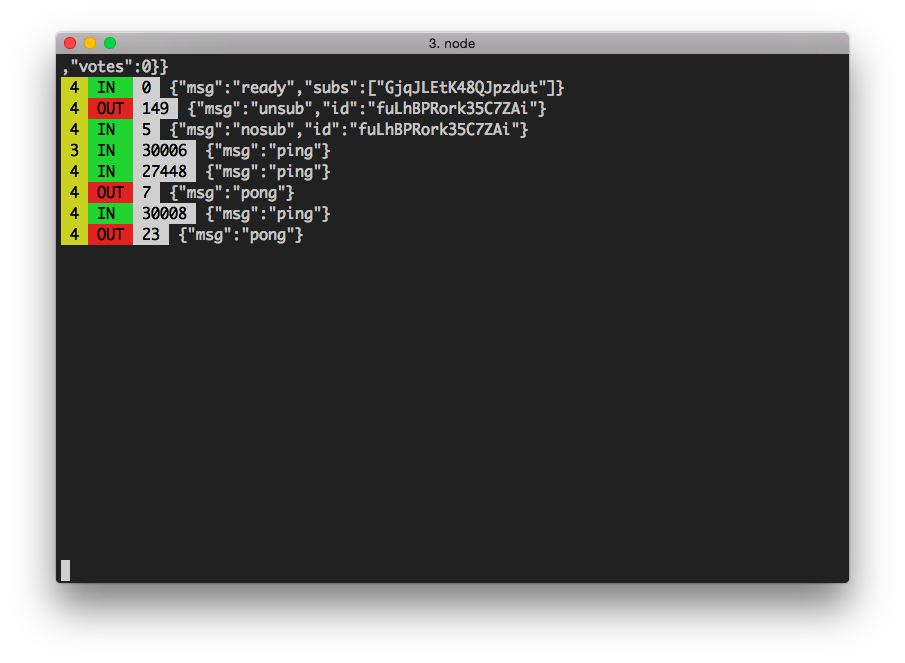 3. node
,"votes":0}}
4 IN 0 {"msg":"ready","subs":["GjqJLEtK48QJpzdut"]}
4 OUT 149 {"msg":"unsub","id":"fuLhBPRork35C7ZAi"}
4 IN 5 {"msg":"nosub","id":"fuLhBPRork35C7ZAi"}
3 IN 30006 {"msg":"ping"}
4 IN 27448 {"msg":"ping"}
4 OUT 7 {"msg":"pong"}
4 IN 30008 {"msg":"ping"}
4 OUT 23 {"msg":"pong"}